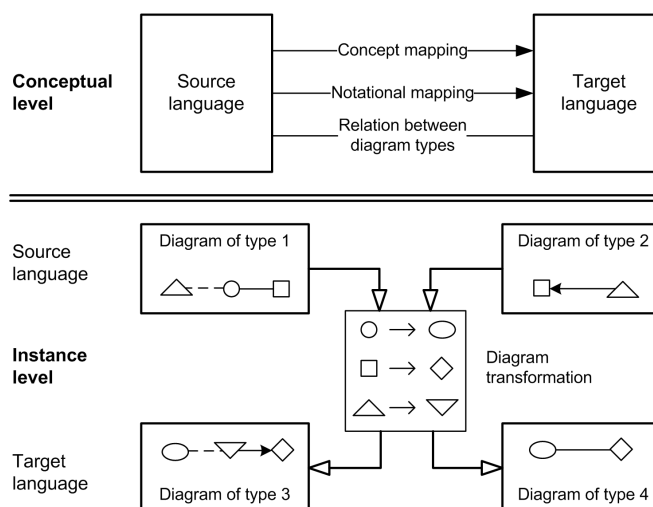 Conceptual
level
Source
language
Concept mapping
Notational mapping
Relation between
diagram types
Target
language
Source
language
Diagram of type 1
Diagram of type 2
Instance
level
Diagram
transformation
Target
language
Diagram of type 3
Diagram of type 4